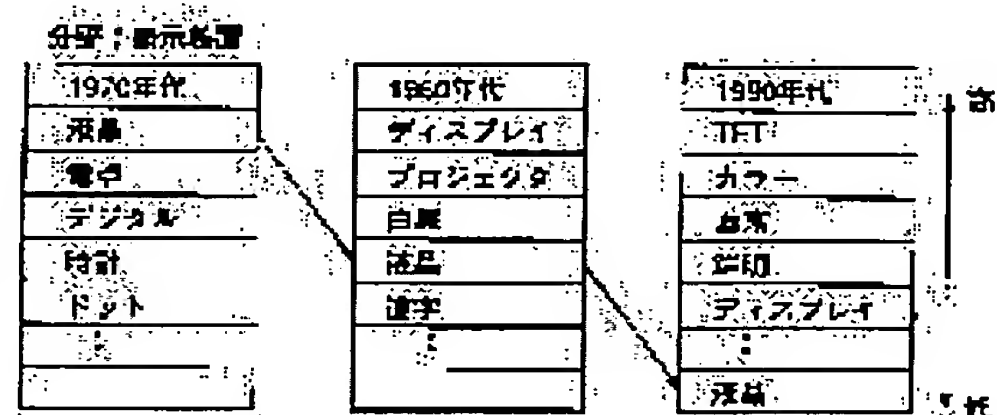 分野：表示装置
1970年代
液晶
電卓
デジタル
時計
ドット
1980年代
ディスプレイ
プロジェクタ
白黒
液晶
漢字
1990年代
TFT
カラー
ディスプレイ
液晶
高
低